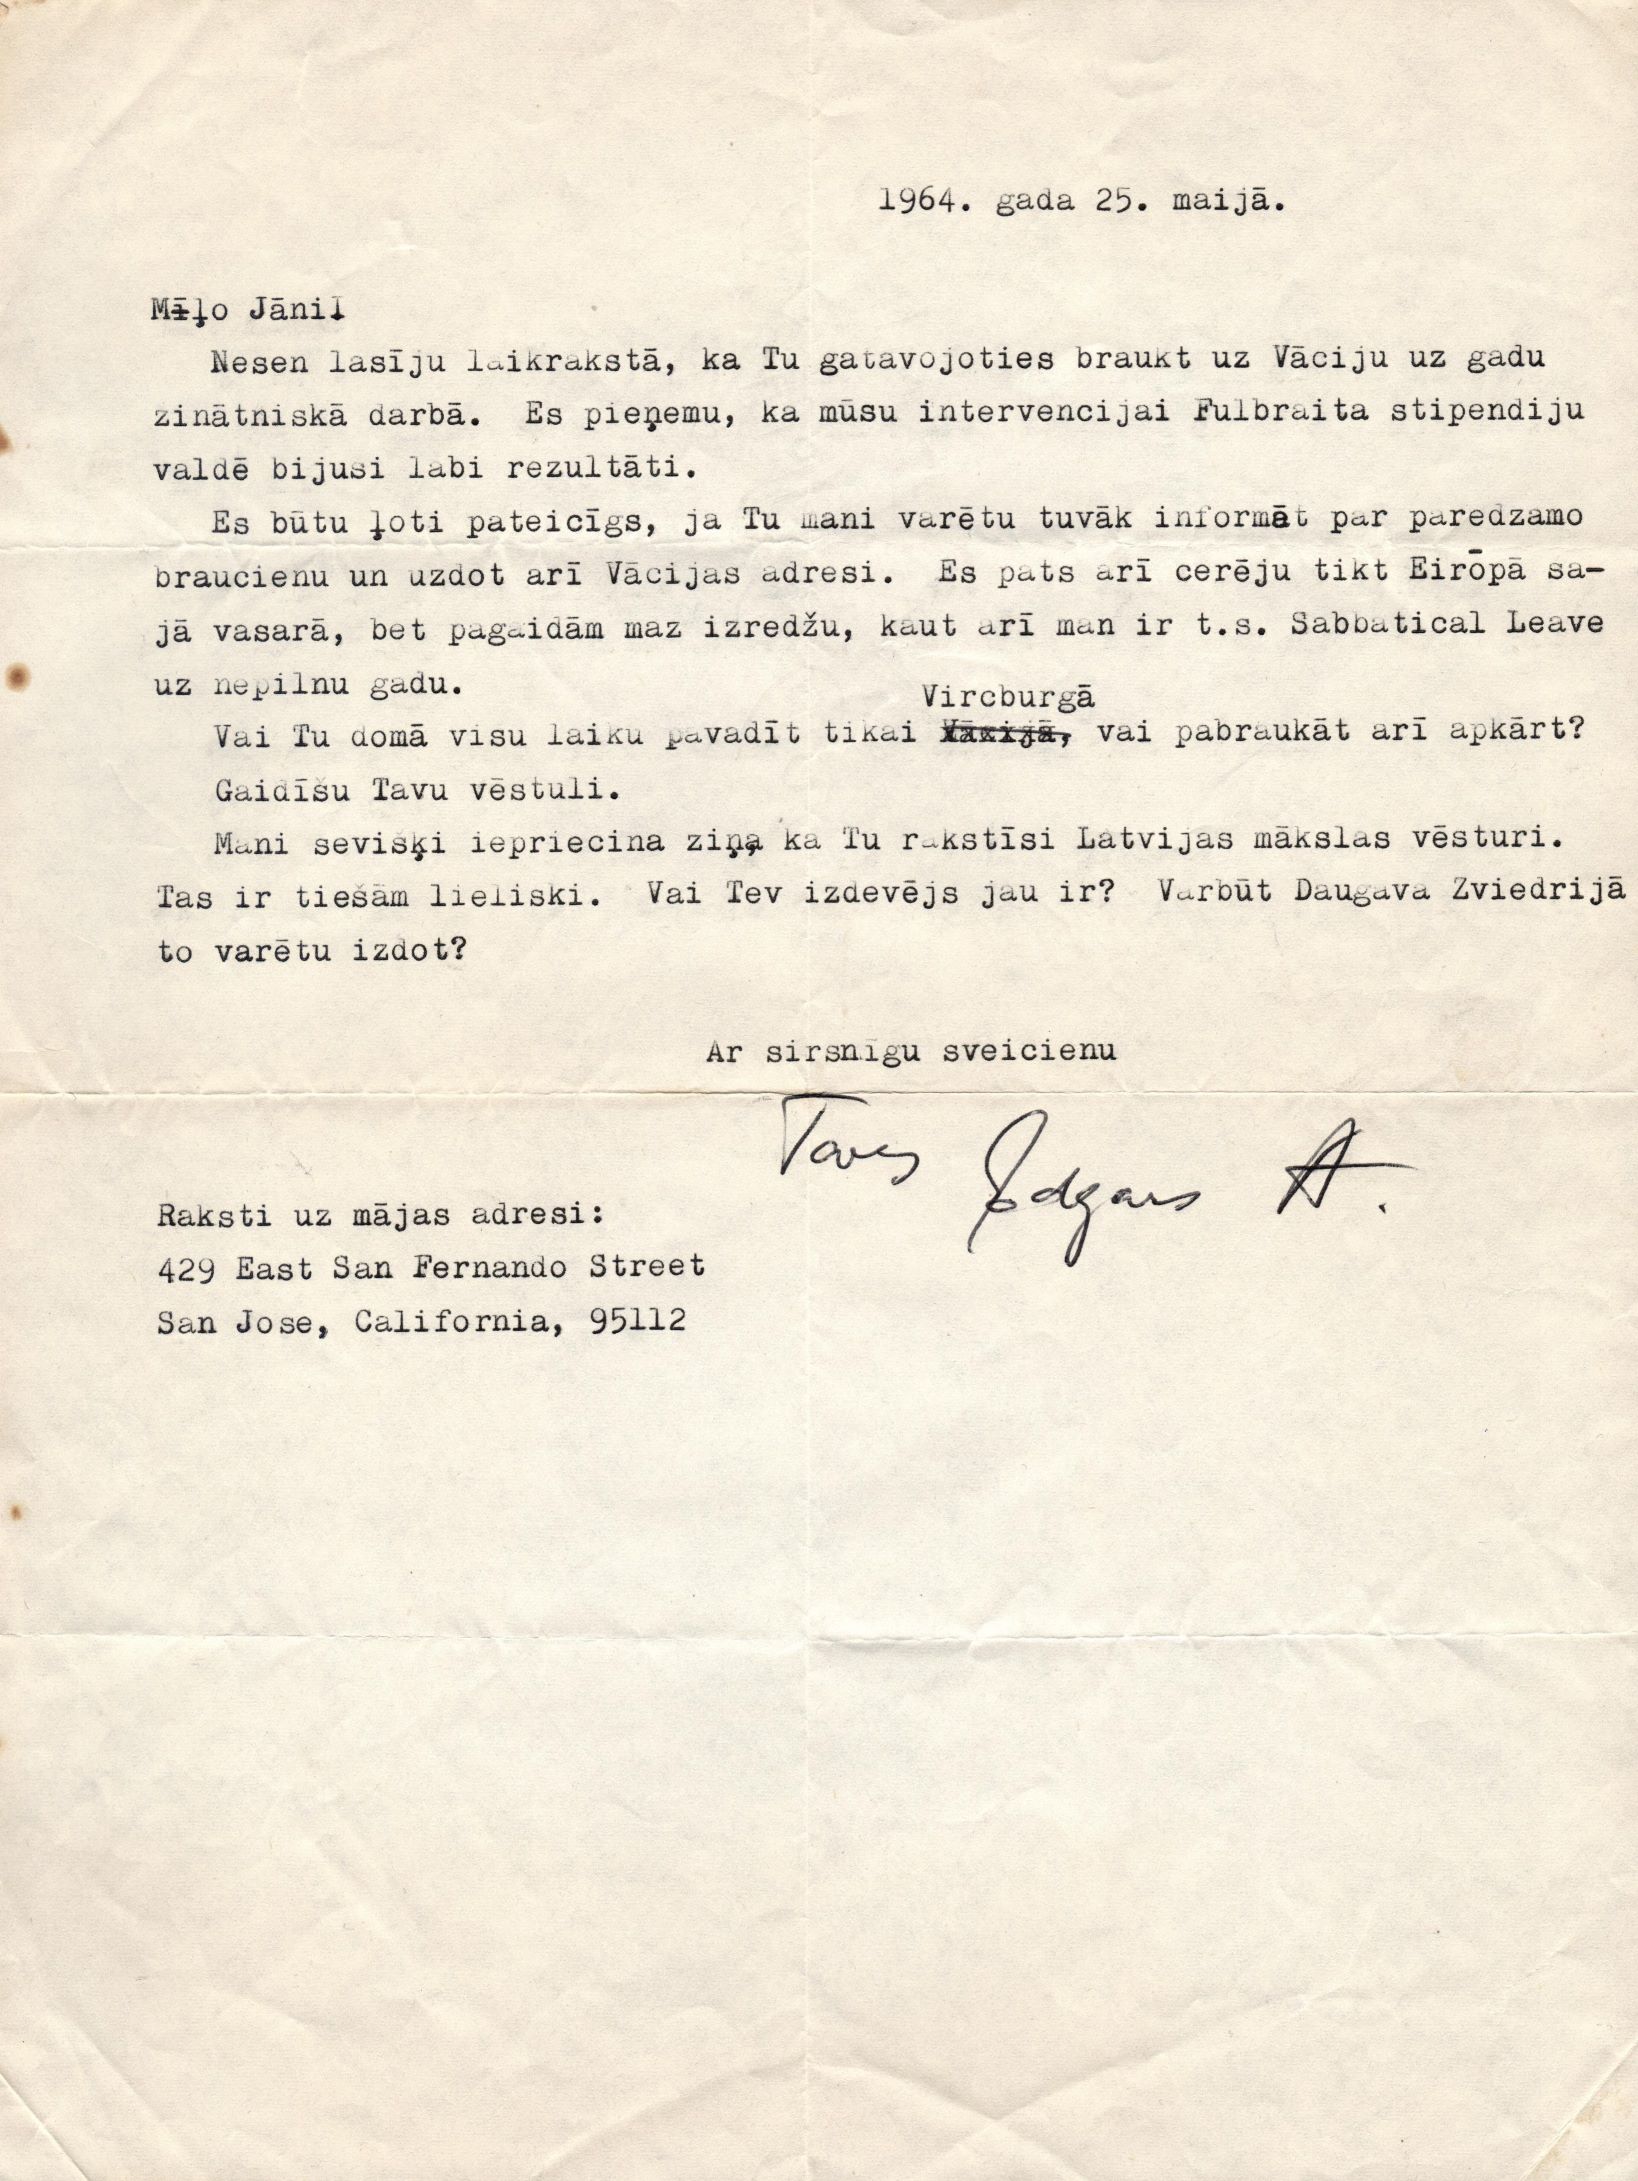 1964. gada 25. maijā.
Mīļo Jāni!
Nesen lasīju laikrakstā, ka Tu gatavojoties braukt uz Vāciju uz gadu
zinātniskā darbā. Es pieņemu, ka mūsu intervencijai Fulbraita stipendiju
valdē bijusi labi rezultāti.
Es būtu ļoti pateicīgs, ja Tu mani varētu tuvāk informāt par paredzamo
braucienu un uzdot arī Vācijas adresi. Es pats arī cerēju tikt Eirōpā sa-
jā vasarā, bet pagaidām maz izredžu, kaut arī man ir t.s. Sabbatical Leave
uz nepilnu gadu.
Vircburgā
Vai Tu domā visu laiku pavadīt tikai Vācijā, vai pabraukāt arī apkārt?
Gaidīšu Tavu vēstuli.
Mani sevišķi iepriecina ziņa, ka Tu rakstīsi Latvijas mākslas vēsturi.
Tas ir tiešām lieliski. Vai Tev izdevējs jau ir? Varbūt Daugava Zviedrijā
to varētu izdot?
Ar sirsnīgu sveicienu
Tavs Edgars A.
Raksti uz mājas adresi:
429 East San Fernando Street
San Jose, California, 95112